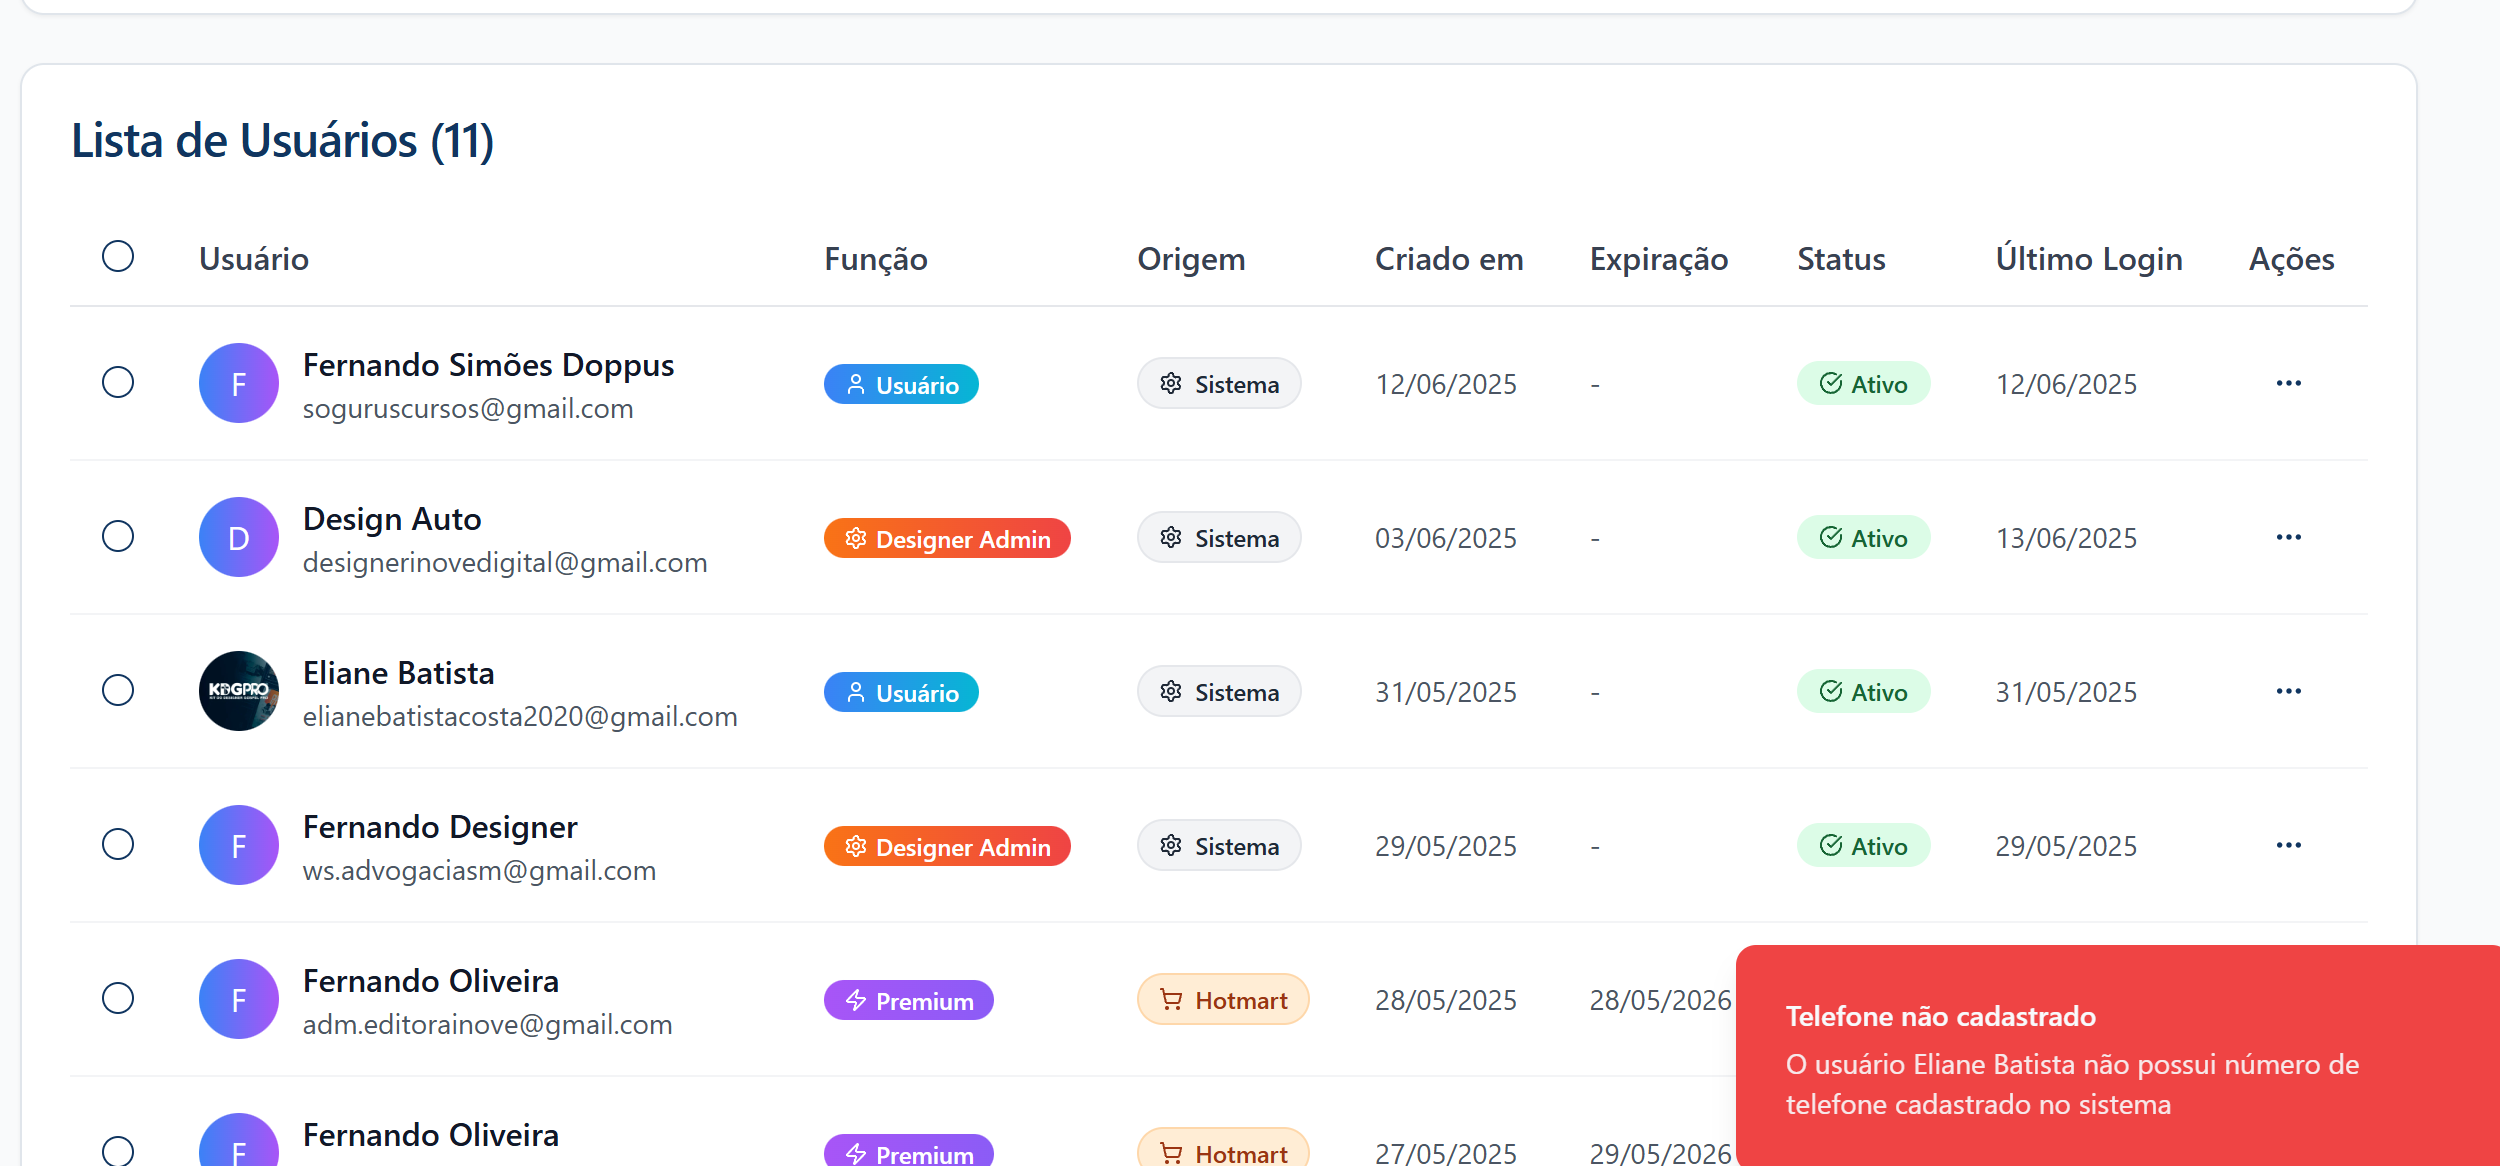 Lista de Usuários (11)
Usuário Função Origem Criado em Expiração Status Último Login Ações
F Fernando Simões Doppus
soguruscursos@gmail.com
Usuário Sistema 12/06/2025 - Ativo 12/06/2025 ...
D Design Auto
designerinovedigital@gmail.com
Designer Admin Sistema 03/06/2025 - Ativo 13/06/2025 ...
KDGPRO
Eliane Batista
elianebatistacosta2020@gmail.com
Usuário Sistema 31/05/2025 - Ativo 31/05/2025 ...
F Fernando Designer
ws.advogaciasm@gmail.com
Designer Admin Sistema 29/05/2025 - Ativo 29/05/2025 ...
F Fernando Oliveira
adm.editorainove@gmail.com
Premium Hotmart 28/05/2025 28/05/2026
F Fernando Oliveira
Premium Hotmart 27/05/2025 29/05/2026
Telefone não cadastrado
O usuário Eliane Batista não possui número de
telefone cadastrado no sistema